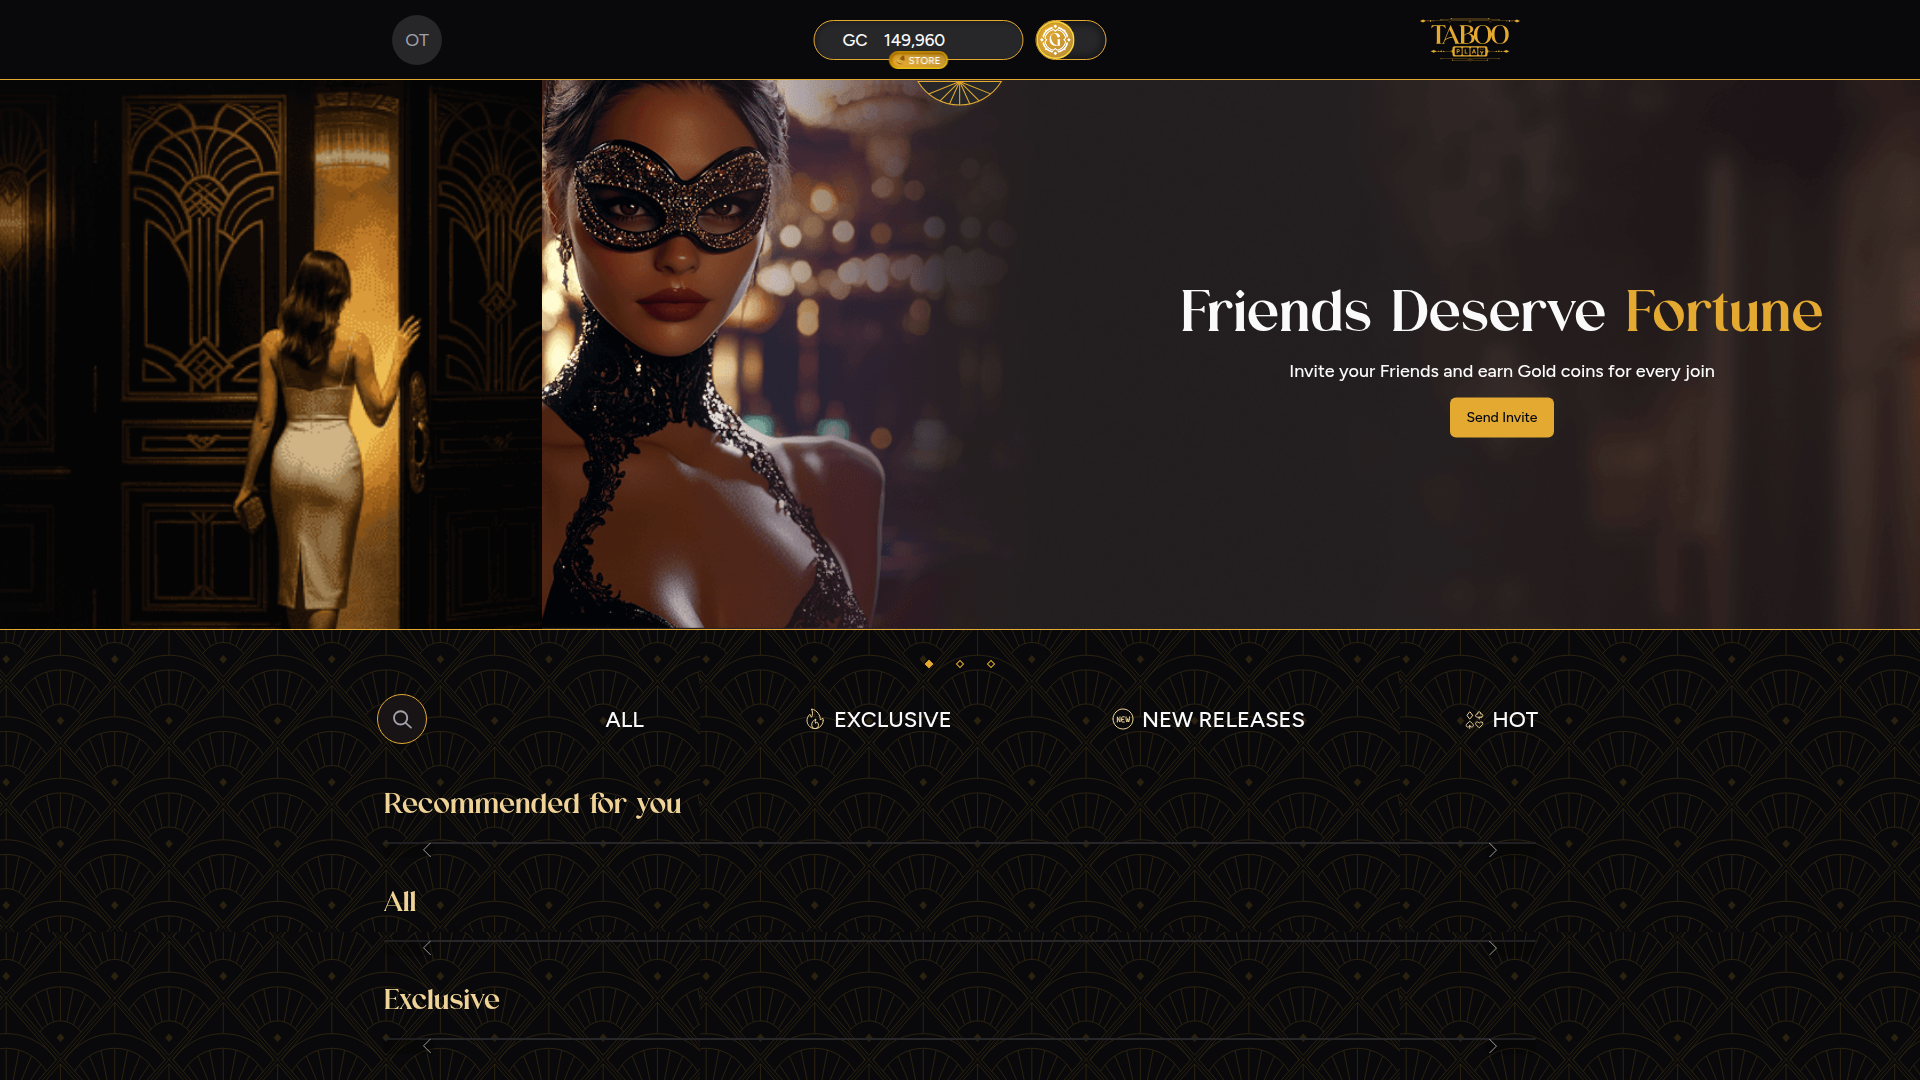 OT
GC 149,960
STORE
G
TABOO
PLAY
Friends Deserve Fortune
Invite your Friends and earn Gold coins for every join
Send Invite
ALL
EXCLUSIVE
NEW
NEW RELEASES
HOT
Recommended for you
All
Exclusive